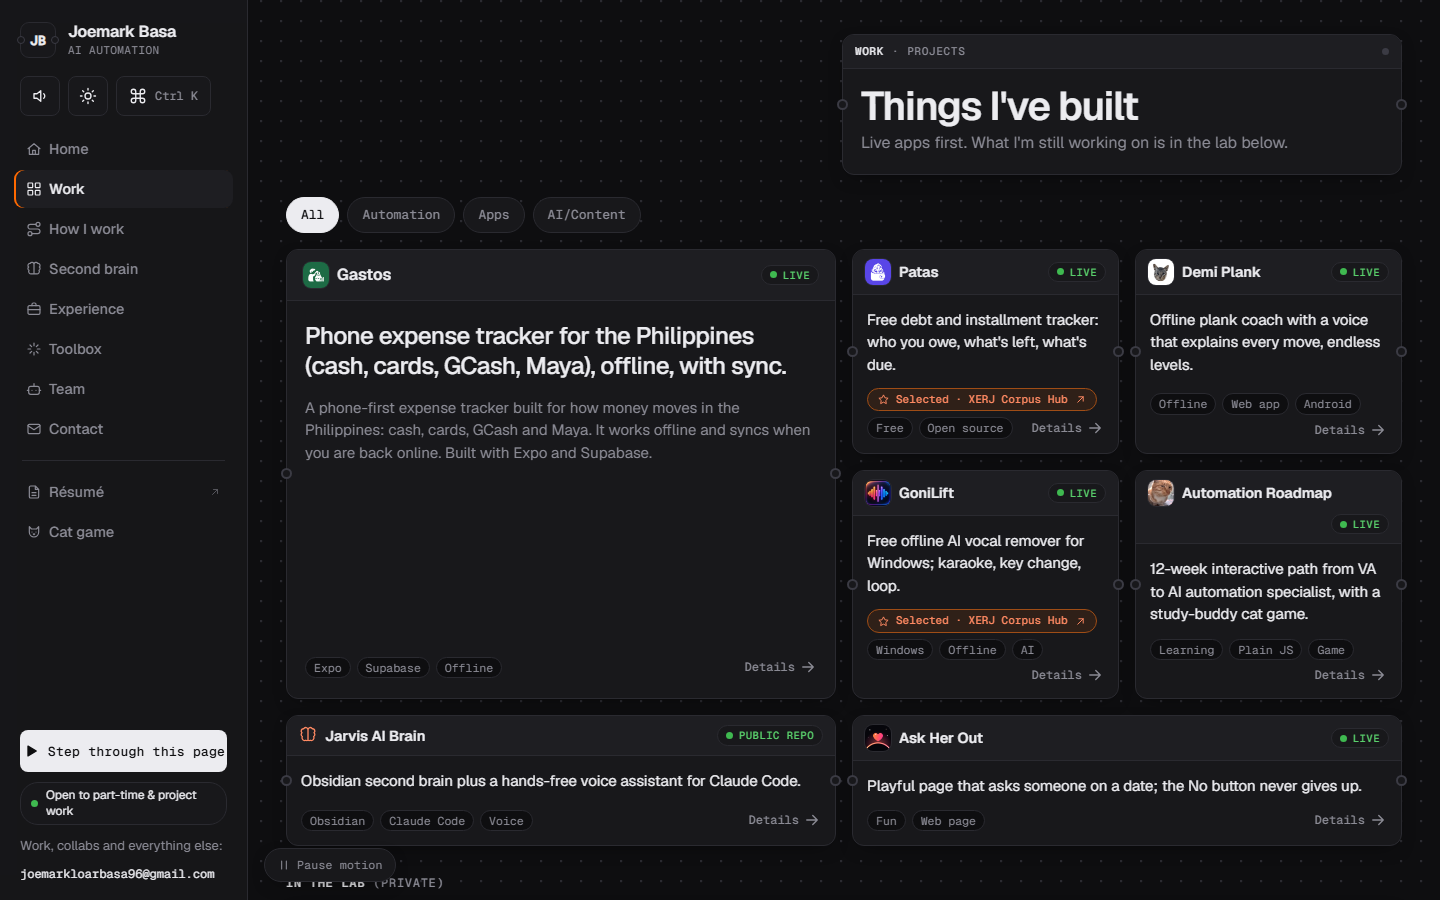 JB
Joemark Basa
AI AUTOMATION
Ctrl K
Home
Work
How I work
Second brain
Experience
Toolbox
Team
Contact
Résumé
Cat game
Step through this page
Open to part-time & project
work
Work, collabs and everything else:
joemarkloarbasa96@gmail.com
WORK · PROJECTS
Things I've built
Live apps first. What I'm still working on is in the lab below.
All
Automation
Apps
AI/Content
Gastos
LIVE
Phone expense tracker for the Philippines
(cash, cards, GCash, Maya), offline, with sync.
A phone-first expense tracker built for how money moves in the
Philippines: cash, cards, GCash and Maya. It works offline and syncs when
you are back online. Built with Expo and Supabase.
Expo
Supabase
Offline
Details
Patas
LIVE
Free debt and installment tracker:
who you owe, what's left, what's
due.
Selected · XERJ Corpus Hub
Free
Open source
Details
Demi Plank
LIVE
Offline plank coach with a voice
that explains every move, endless
levels.
Offline
Web app
Android
Details
GoniLift
LIVE
Free offline AI vocal remover for
Windows; karaoke, key change,
loop.
Selected · XERJ Corpus Hub
Windows
Offline
AI
Details
Automation Roadmap
LIVE
12-week interactive path from VA
to AI automation specialist, with a
study-buddy cat game.
Learning
Plain JS
Game
Details
Jarvis AI Brain
PUBLIC REPO
Obsidian second brain plus a hands-free voice assistant for Claude Code.
Obsidian
Claude Code
Voice
Details
Ask Her Out
LIVE
Playful page that asks someone on a date; the No button never gives up.
Fun
Web page
Details
Pause motion
IN THE LAB (PRIVATE)